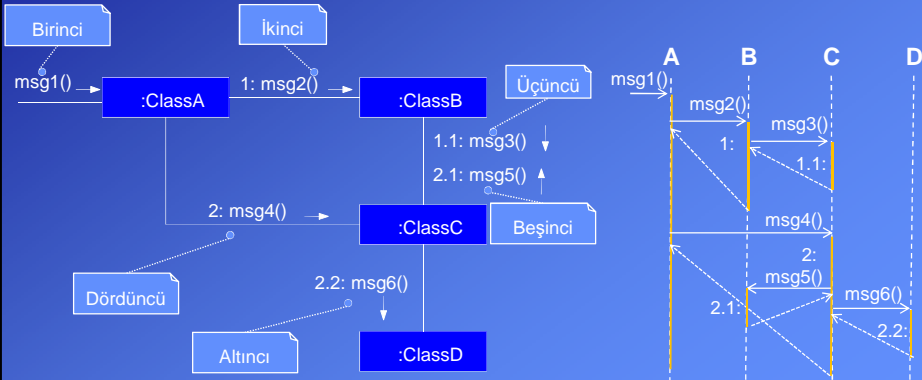 Birinci
İkinci
msg1()
:ClassA
1: msg2()
:ClassB
Üçüncü
1.1: msg3()
2.1: msg5()
2: msg4()
:ClassC
Beşinci
Dördüncü
2.2: msg6()
Altıncı
:ClassD
A B C D
msg1()
msg2()
msg3()
1:
1.1:
msg4()
2:
msg5()
msg6()
2.1:
2.2: